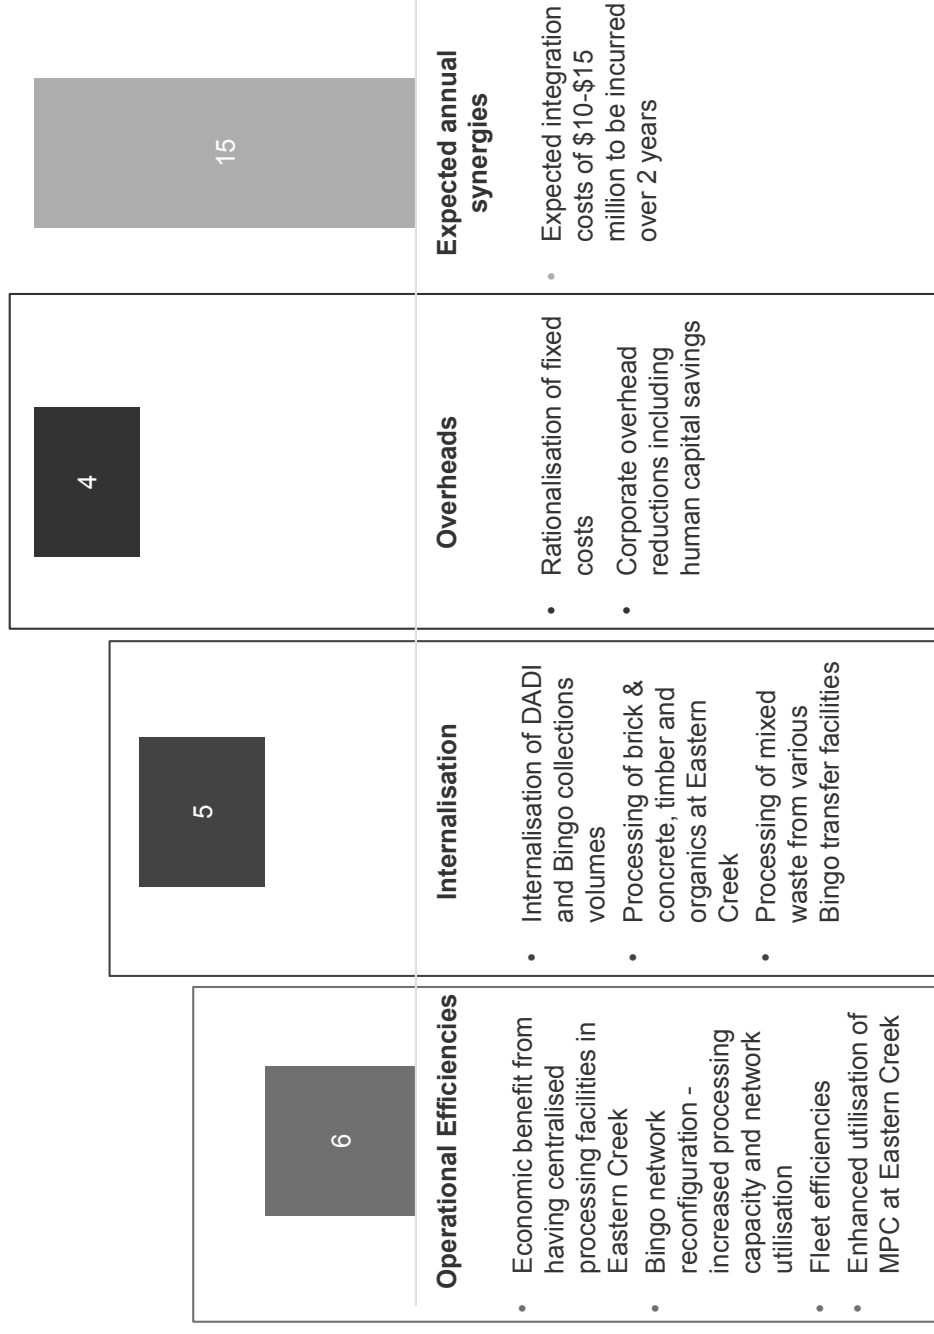 6
Operational Efficiencies
• Economic benefit from
having centralised
processing facilities in
Eastern Creek
• Bingo network
reconfiguration -
increased processing
capacity and network
utilisation
• Fleet efficiencies
• Enhanced utilisation of
MPC at Eastern Creek
5
Internalisation
• Internalisation of DADI
and Bingo collections
volumes
• Processing of brick &
concrete, timber and
organics at Eastern
Creek
• Processing of mixed
waste from various
Bingo transfer facilities
4
Overheads
• Rationalisation of fixed
costs
• Corporate overhead
reductions including
human capital savings
15
Expected annual
synergies
• Expected integration
costs of $10-$15
million to be incurred
over 2 years